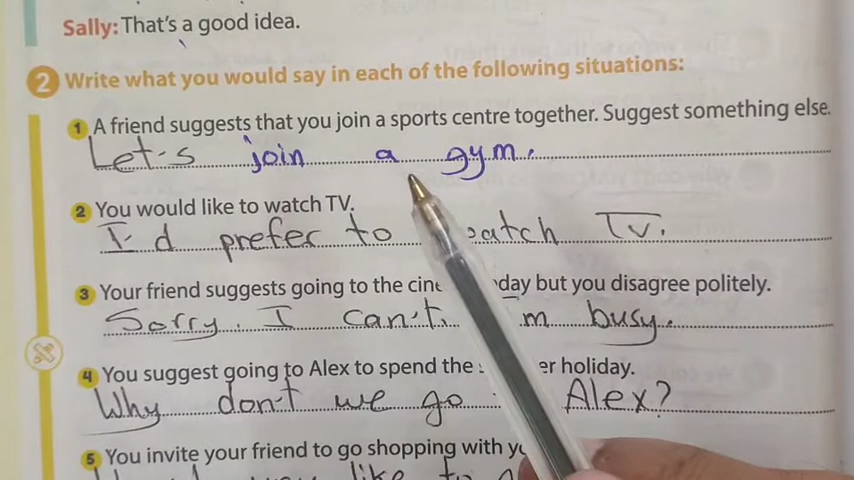 Sally: That's a good idea.
2 Write what you would say in each of the following situations:
1 A friend suggests that you join a sports centre together. Suggest something else.
Let's join a gym.
2 You would like to watch TV.
I'd prefer to watch TV.
3 Your friend suggests going to the day but you disagree politely.
Sorry. I can't. m busy.
4 You suggest going to Alex to spend the holiday.
Why don't we go Alex?
5 You invite your friend to go shopping with
like to